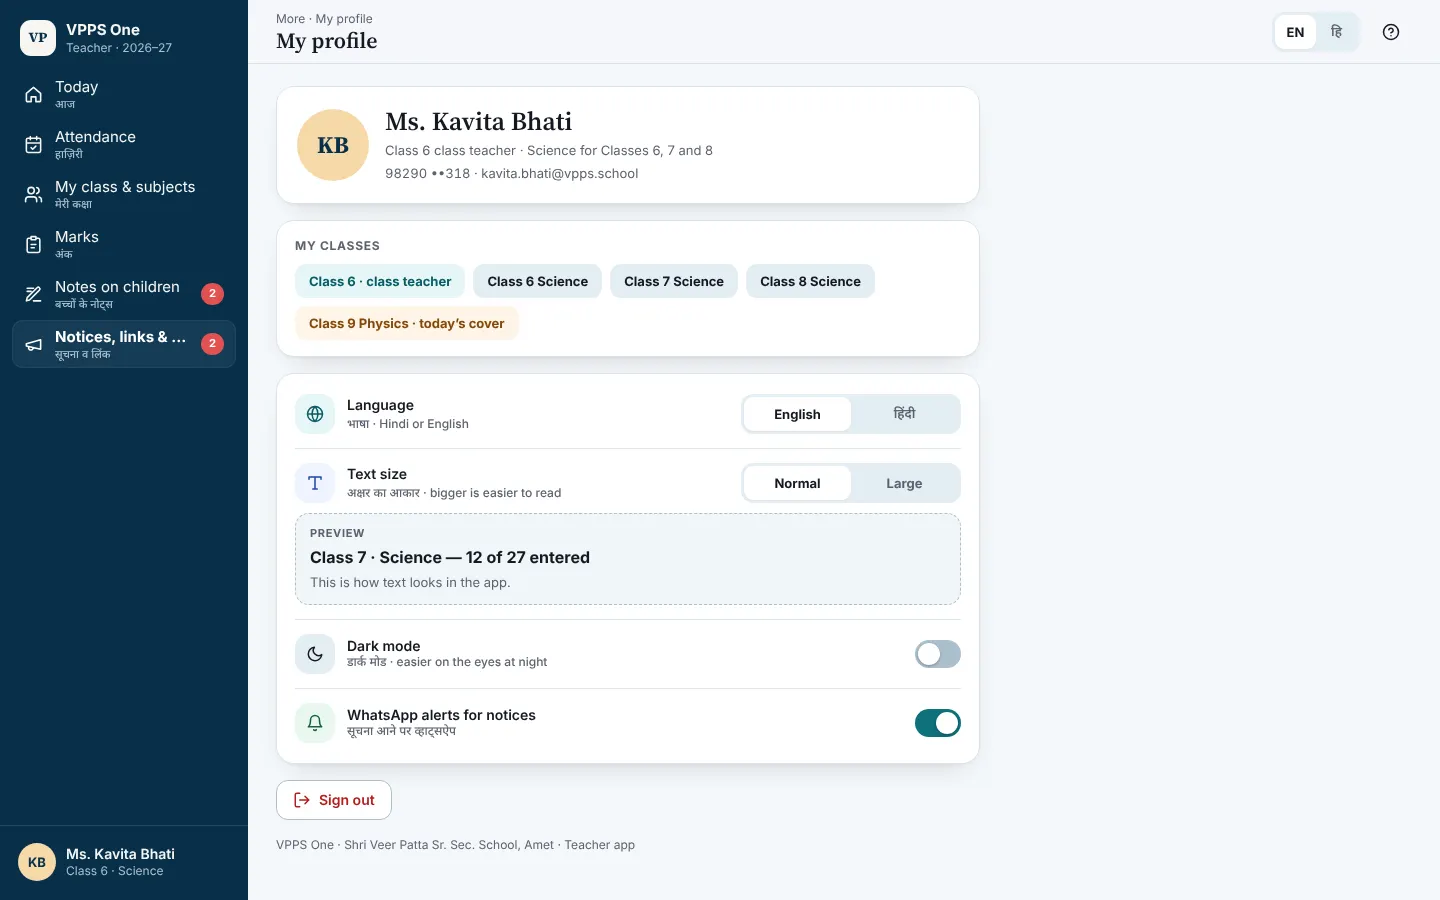 VP
VPPS One
Teacher · 2026–27
Today
आज
Attendance
हाज़िरी
My class & subjects
मेरी कक्षा
Marks
अंक
Notes on children
बच्चों के नोट्स
2
Notices, links & ...
सूचना व लिंक
2
KB
Ms. Kavita Bhati
Class 6 · Science
More · My profile
My profile
EN
हि
KB
Ms. Kavita Bhati
Class 6 class teacher · Science for Classes 6, 7 and 8
98290 ••318 · kavita.bhati@vpps.school
MY CLASSES
Class 6 · class teacher
Class 6 Science
Class 7 Science
Class 8 Science
Class 9 Physics · today's cover
Language
भाषा · Hindi or English
English
हिंदी
Text size
अक्षर का आकार · bigger is easier to read
Normal
Large
PREVIEW
Class 7 · Science — 12 of 27 entered
This is how text looks in the app.
Dark mode
डार्क मोड · easier on the eyes at night
WhatsApp alerts for notices
सूचना आने पर व्हाट्सऐप
Sign out
VPPS One · Shri Veer Patta Sr. Sec. School, Amet · Teacher app